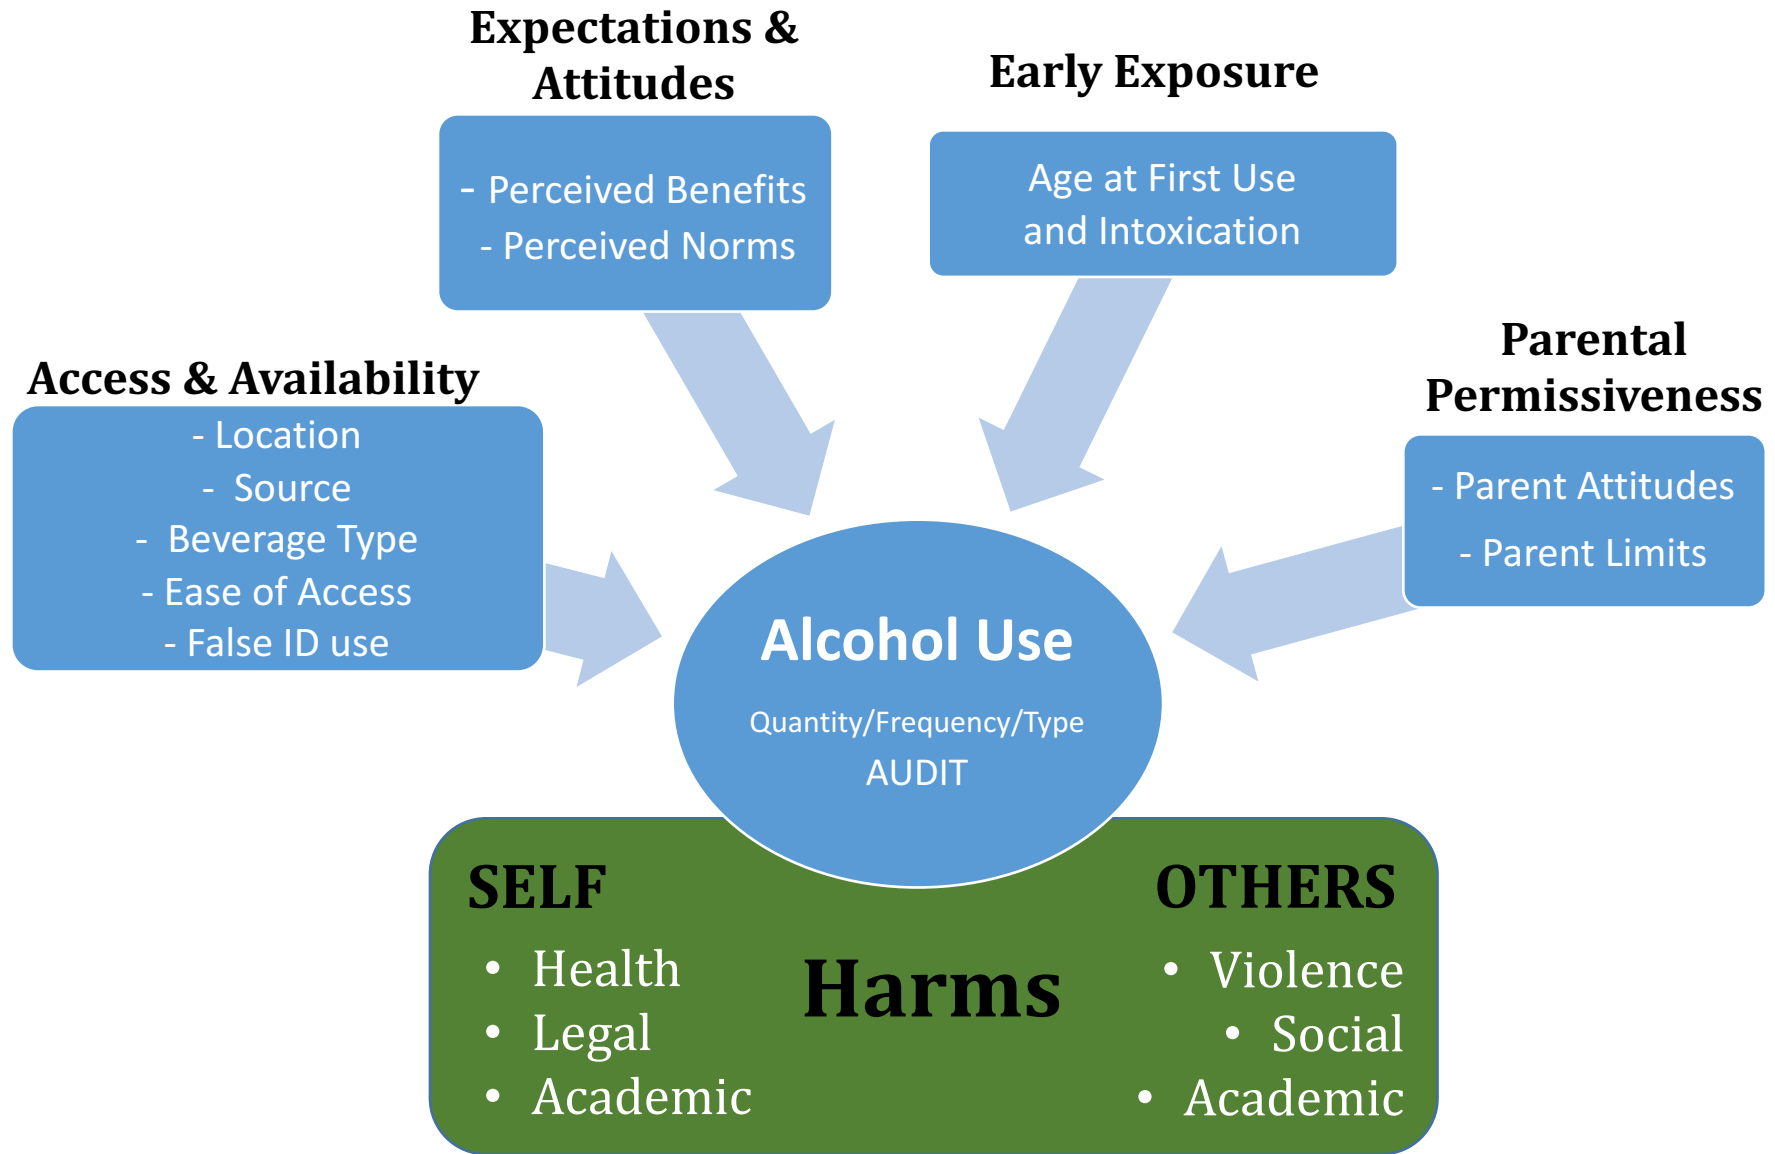 Expectations &
Attitudes
- Perceived Benefits
- Perceived Norms
Early Exposure
Age at First Use
and Intoxication
Access & Availability
- Location
- Source
- Beverage Type
- Ease of Access
- False ID use
Parental
Permissiveness
- Parent Attitudes
- Parent Limits
Alcohol Use
Quantity/Frequency/Type
AUDIT
SELF
• Health
• Legal
• Academic
Harms
OTHERS
• Violence
• Social
• Academic